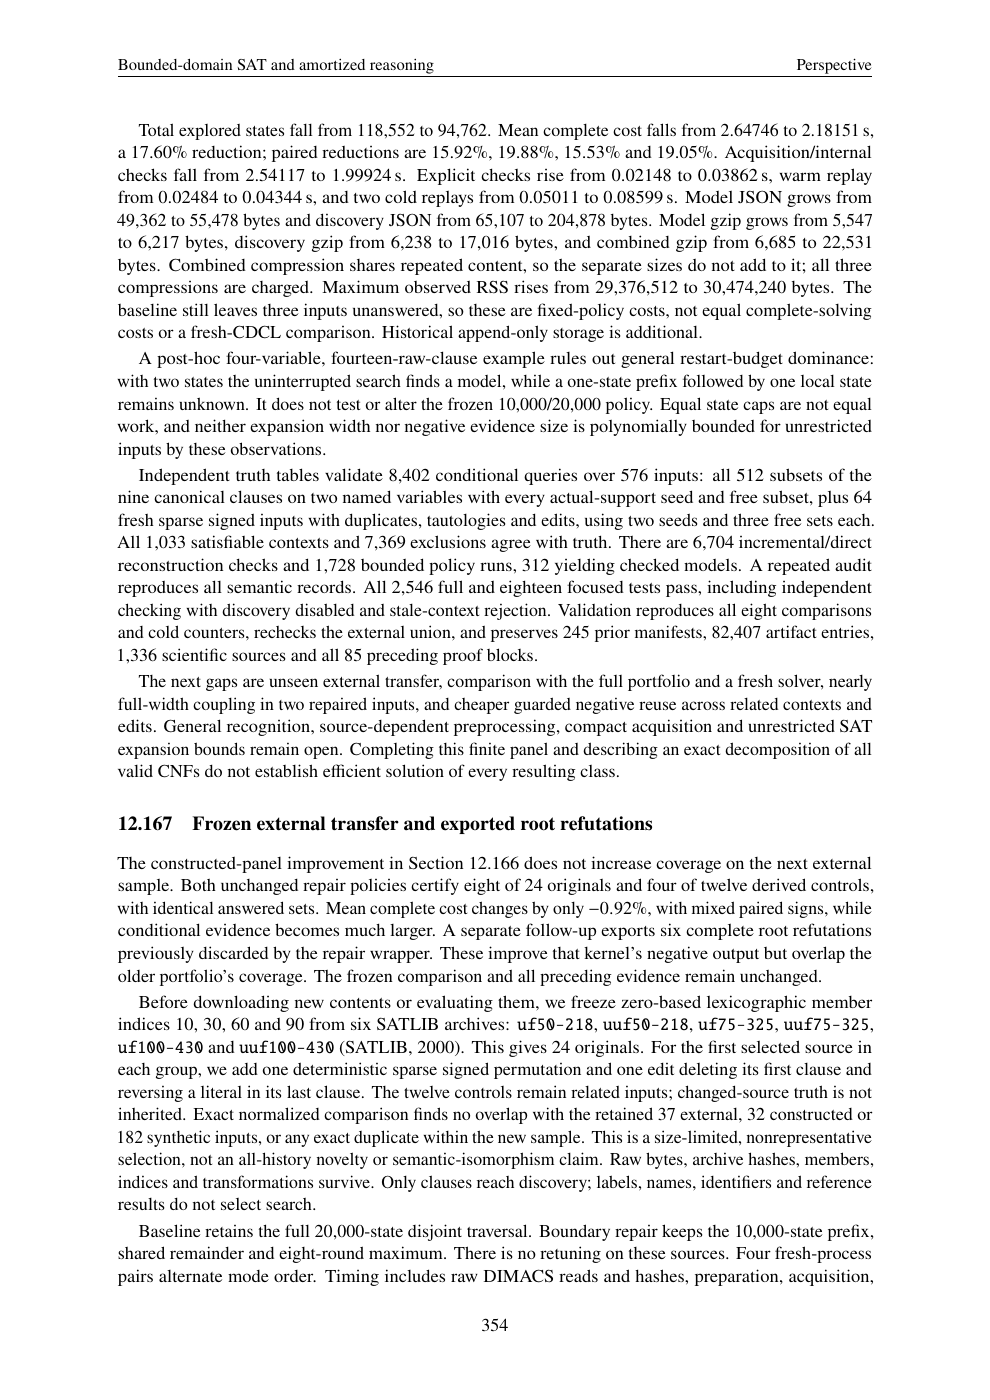 Bounded-domain SAT and amortized reasoning Perspective
Total explored states fall from 118,552 to 94,762. Mean complete cost falls from 2.64746 to 2.18151 s,
a 17.60% reduction; paired reductions are 15.92%, 19.88%, 15.53% and 19.05%. Acquisition/internal
checks fall from 2.54117 to 1.99924 s. Explicit checks rise from 0.02148 to 0.03862 s, warm replay
from 0.02484 to 0.04344 s, and two cold replays from 0.05011 to 0.08599 s. Model JSON grows from
49,362 to 55,478 bytes and discovery JSON from 65,107 to 204,878 bytes. Model gzip grows from 5,547
to 6,217 bytes, discovery gzip from 6,238 to 17,016 bytes, and combined gzip from 6,685 to 22,531
bytes. Combined compression shares repeated content, so the separate sizes do not add to it; all three
compressions are charged. Maximum observed RSS rises from 29,376,512 to 30,474,240 bytes. The
baseline still leaves three inputs unanswered, so these are fixed-policy costs, not equal complete-solving
costs or a fresh-CDCL comparison. Historical append-only storage is additional.
A post-hoc four-variable, fourteen-raw-clause example rules out general restart-budget dominance:
with two states the uninterrupted search finds a model, while a one-state prefix followed by one local state
remains unknown. It does not test or alter the frozen 10,000/20,000 policy. Equal state caps are not equal
work, and neither expansion width nor negative evidence size is polynomially bounded for unrestricted
inputs by these observations.
Independent truth tables validate 8,402 conditional queries over 576 inputs: all 512 subsets of the
nine canonical clauses on two named variables with every actual-support seed and free subset, plus 64
fresh sparse signed inputs with duplicates, tautologies and edits, using two seeds and three free sets each.
All 1,033 satisfiable contexts and 7,369 exclusions agree with truth. There are 6,704 incremental/direct
reconstruction checks and 1,728 bounded policy runs, 312 yielding checked models. A repeated audit
reproduces all semantic records. All 2,546 full and eighteen focused tests pass, including independent
checking with discovery disabled and stale-context rejection. Validation reproduces all eight comparisons
and cold counters, rechecks the external union, and preserves 245 prior manifests, 82,407 artifact entries,
1,336 scientific sources and all 85 preceding proof blocks.
The next gaps are unseen external transfer, comparison with the full portfolio and a fresh solver, nearly
full-width coupling in two repaired inputs, and cheaper guarded negative reuse across related contexts and
edits. General recognition, source-dependent preprocessing, compact acquisition and unrestricted SAT
expansion bounds remain open. Completing this finite panel and describing an exact decomposition of all
valid CNFs do not establish efficient solution of every resulting class.
12.167 Frozen external transfer and exported root refutations
The constructed-panel improvement in Section 12.166 does not increase coverage on the next external
sample. Both unchanged repair policies certify eight of 24 originals and four of twelve derived controls,
with identical answered sets. Mean complete cost changes by only −0.92%, with mixed paired signs, while
conditional evidence becomes much larger. A separate follow-up exports six complete root refutations
previously discarded by the repair wrapper. These improve that kernel's negative output but overlap the
older portfolio's coverage. The frozen comparison and all preceding evidence remain unchanged.
Before downloading new contents or evaluating them, we freeze zero-based lexicographic member
indices 10, 30, 60 and 90 from six SATLIB archives: uf50-218, uuf50-218, uf75-325, uuf75-325,
uf100-430 and uuf100-430 (SATLIB, 2000). This gives 24 originals. For the first selected source in
each group, we add one deterministic sparse signed permutation and one edit deleting its first clause and
reversing a literal in its last clause. The twelve controls remain related inputs; changed-source truth is not
inherited. Exact normalized comparison finds no overlap with the retained 37 external, 32 constructed or
182 synthetic inputs, or any exact duplicate within the new sample. This is a size-limited, nonrepresentative
selection, not an all-history novelty or semantic-isomorphism claim. Raw bytes, archive hashes, members,
indices and transformations survive. Only clauses reach discovery; labels, names, identifiers and reference
results do not select search.
Baseline retains the full 20,000-state disjoint traversal. Boundary repair keeps the 10,000-state prefix,
shared remainder and eight-round maximum. There is no retuning on these sources. Four fresh-process
pairs alternate mode order. Timing includes raw DIMACS reads and hashes, preparation, acquisition,
354